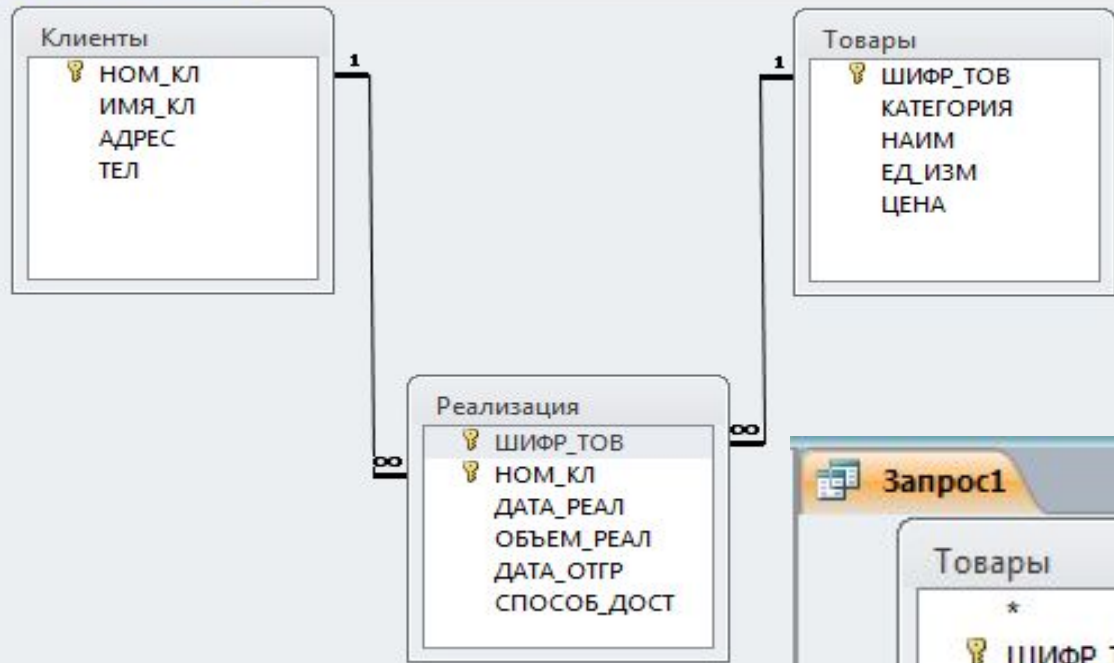 Клиенты
НОМ_КЛ
ИМЯ_КЛ
АДРЕС
ТЕЛ
1
1
Товары
ШИФР_ТОВ
КАТЕГОРИЯ
НАИМ
ЕД_ИЗМ
ЦЕНА
Реализация
ШИФР_ТОВ
НОМ_КЛ
ДАТА_РЕАЛ
ОБЪЕМ_РЕАЛ
ДАТА_ОТГР
СПОСОБ_ДОСТ
∞
∞
Запрос1
Товары
*